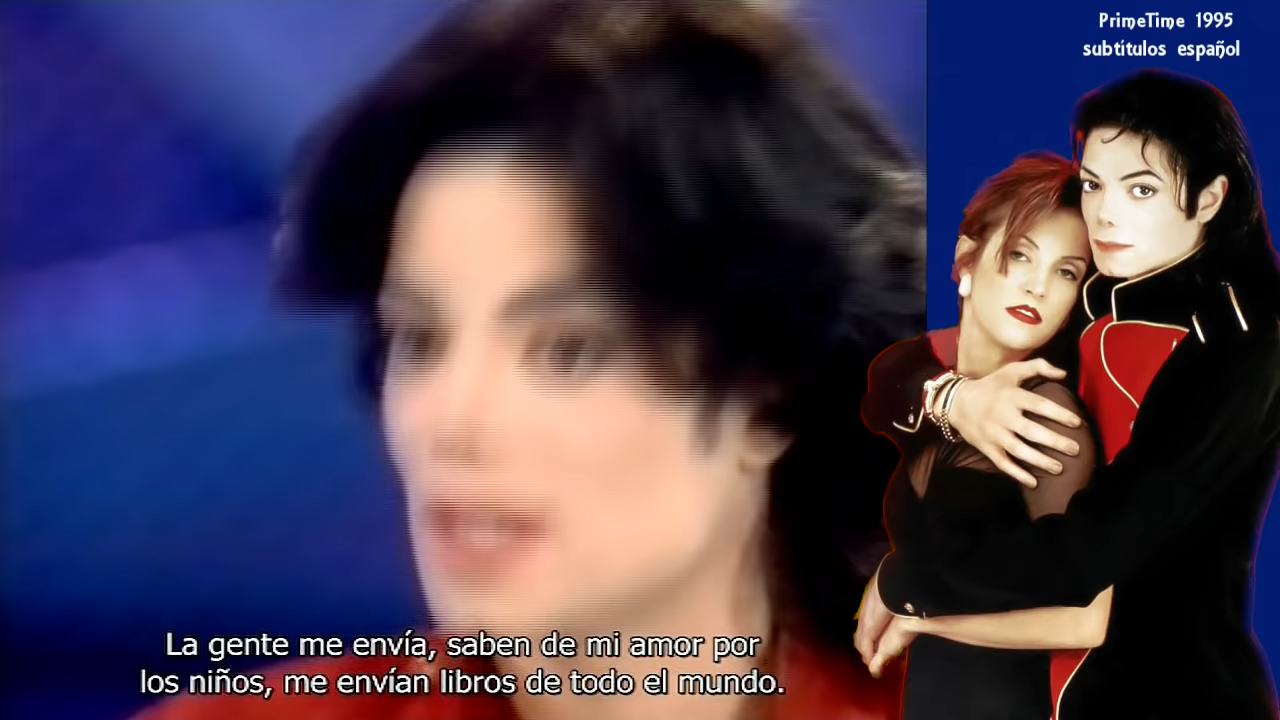 PrimeTime 1995
subtítulos español
La gente me envía, saben de mi amor por
los niños, me envían libros de todo el mundo.